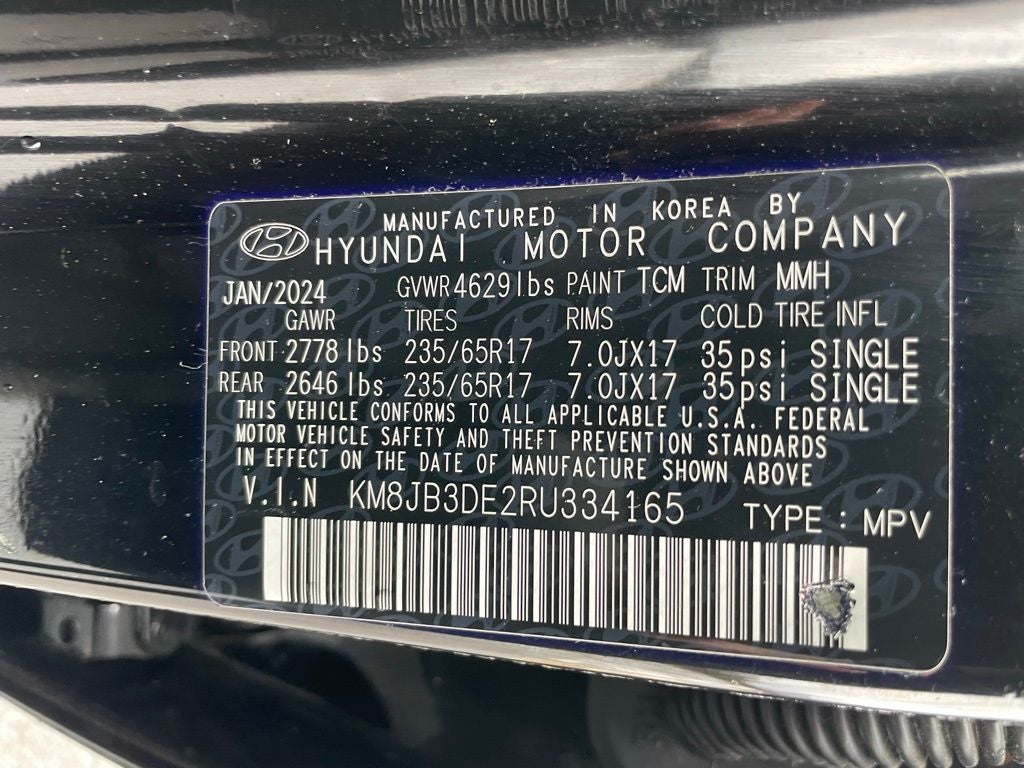 MANUFACTURED IN KOREA BY
HYUNDAI MOTOR COMPANY
JAN/2024 GVWR 4629 lbs PAINT TCM TRIM MMH
GAWR TIRES RIMS COLD TIRE INFL
FRONT 2778 lbs 235/65R17 7.0JX17 35psi SINGLE
REAR 2646 lbs 235/65R17 7.0JX17 35psi SINGLE
THIS VEHICLE CONFORMS TO ALL APPLICABLE U.S.A. FEDERAL
MOTOR VEHICLE SAFETY AND THEFT PREVENTION STANDARDS
IN EFFECT ON THE DATE OF MANUFACTURE SHOWN ABOVE
V.I.N KM8JB3DE2RU334165 TYPE : MPV